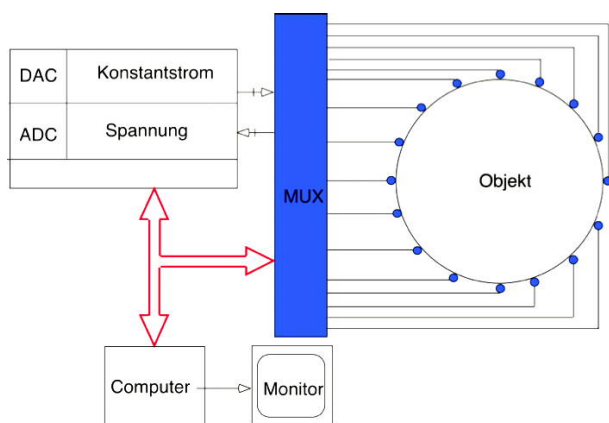 DAC Konstantstrom
ADC Spannung
MUX
Objekt
Computer
Monitor